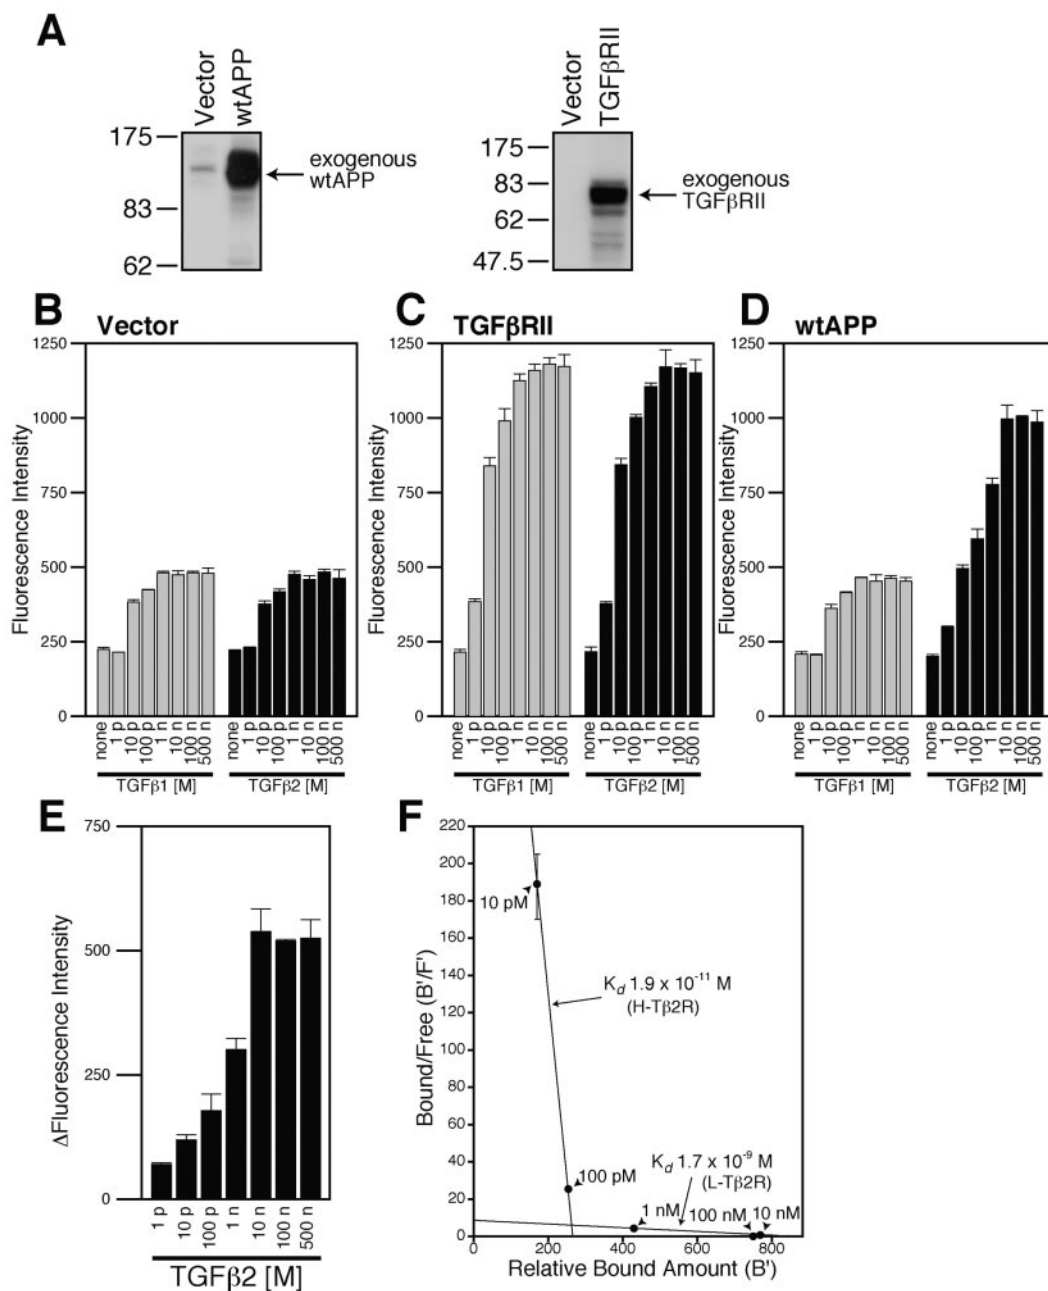 A
Vector
wtAPP
175
83
62
exogenous
wtAPP
Vector
TGFβRII
175
83
62
47.5
exogenous
TGFβRII
B
Vector
Fluorescence Intensity
1250
1000
750
500
250
0
none
1 p
10 p
100 p
1 n
10 n
100 n
500 n
TGFβ1 [M]
none
1 p
10 p
100 p
1 n
10 n
100 n
500 n
TGFβ2 [M]
C
TGFβRII
Fluorescence Intensity
1250
1000
750
500
250
0
none
1 p
10 p
100 p
1 n
10 n
100 n
500 n
TGFβ1 [M]
none
1 p
10 p
100 p
1 n
10 n
100 n
500 n
TGFβ2 [M]
D
wtAPP
Fluorescence Intensity
1250
1000
750
500
250
0
none
1 p
10 p
100 p
1 n
10 n
100 n
500 n
TGFβ1 [M]
none
1 p
10 p
100 p
1 n
10 n
100 n
500 n
TGFβ2 [M]
E
ΔFluorescence Intensity
750
500
250
0
1 p
10 p
100 p
1 n
10 n
100 n
500 n
TGFβ2 [M]
F
Bound/Free (B'/F')
220
200
180
160
140
120
100
80
60
40
20
0
10 pM
Kd 1.9 x 10⁻¹¹ M
(H-Tβ2R)
100 pM
Kd 1.7 x 10⁻⁹ M
(L-Tβ2R)
1 nM
100 nM
10 nM
0
200
400
600
800
Relative Bound Amount (B')